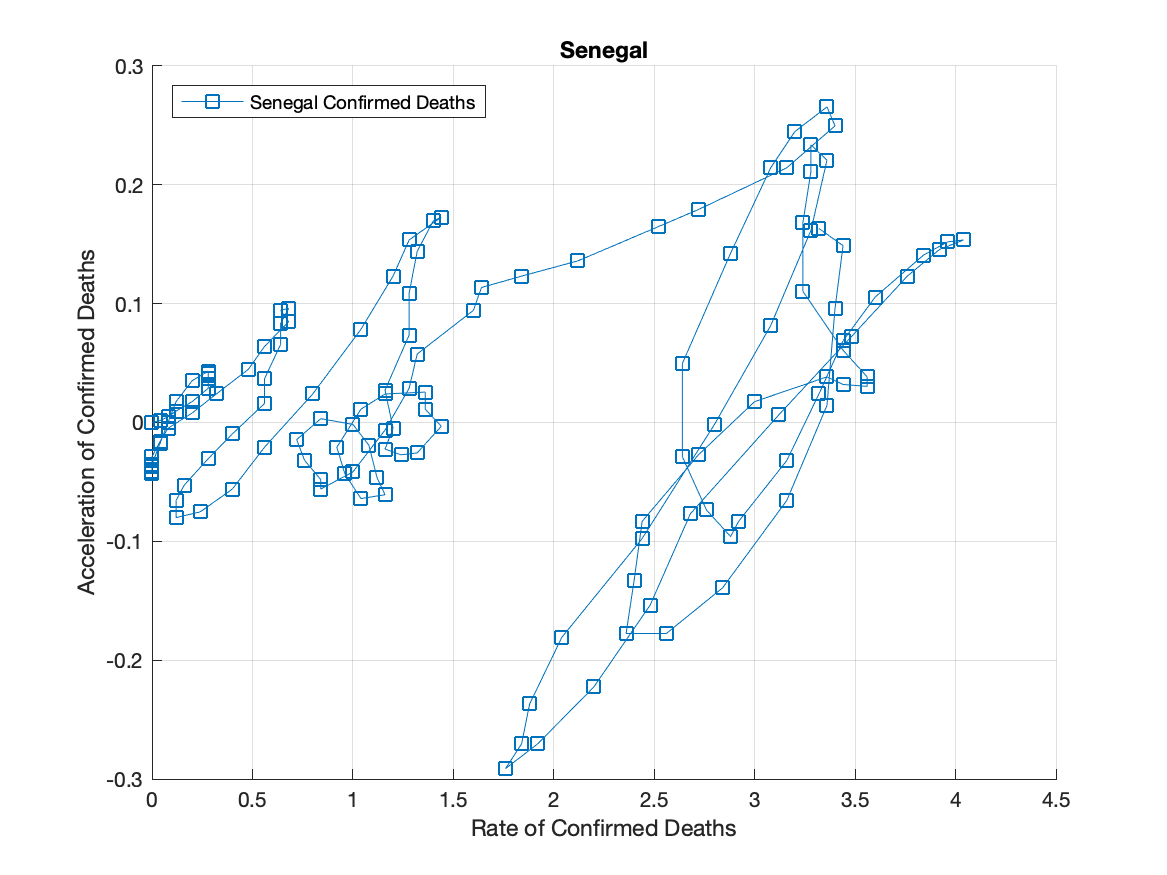 Senegal
Senegal Confirmed Deaths
Acceleration of Confirmed Deaths
0.3
0.2
0.1
0
-0.1
-0.2
-0.3
0 0.5 1 1.5 2 2.5 3 3.5 4 4.5
Rate of Confirmed Deaths